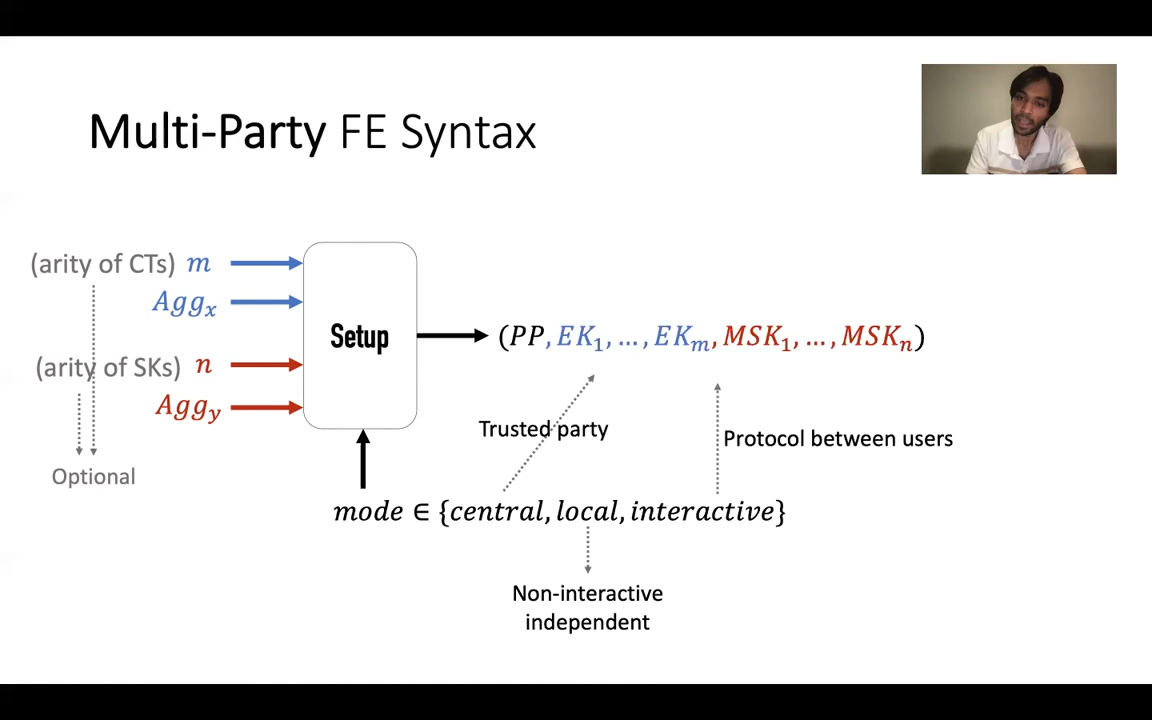 Multi-Party FE Syntax
(arity of CTs) m
Agg_x
(arity of SKs) n
Agg_y
Optional
Setup
(PP, EK_1, …, EK_m, MSK_1, …, MSK_n)
Trusted party
Protocol between users
mode ∈ {central, local, interactive}
Non-interactive
independent